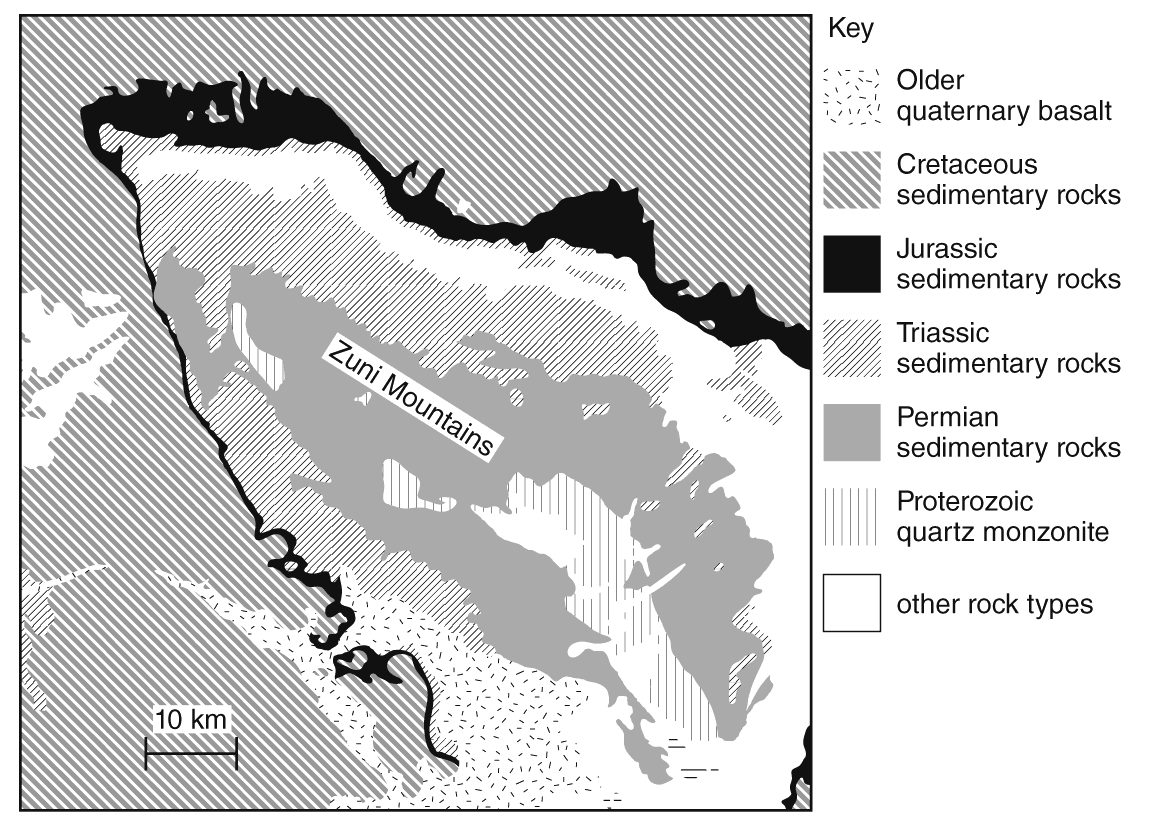 Key
Older
quaternary basalt
Cretaceous
sedimentary rocks
Jurassic
sedimentary rocks
Triassic
sedimentary rocks
Permian
sedimentary rocks
Proterozoic
quartz monzonite
other rock types
Zuni Mountains
10 km